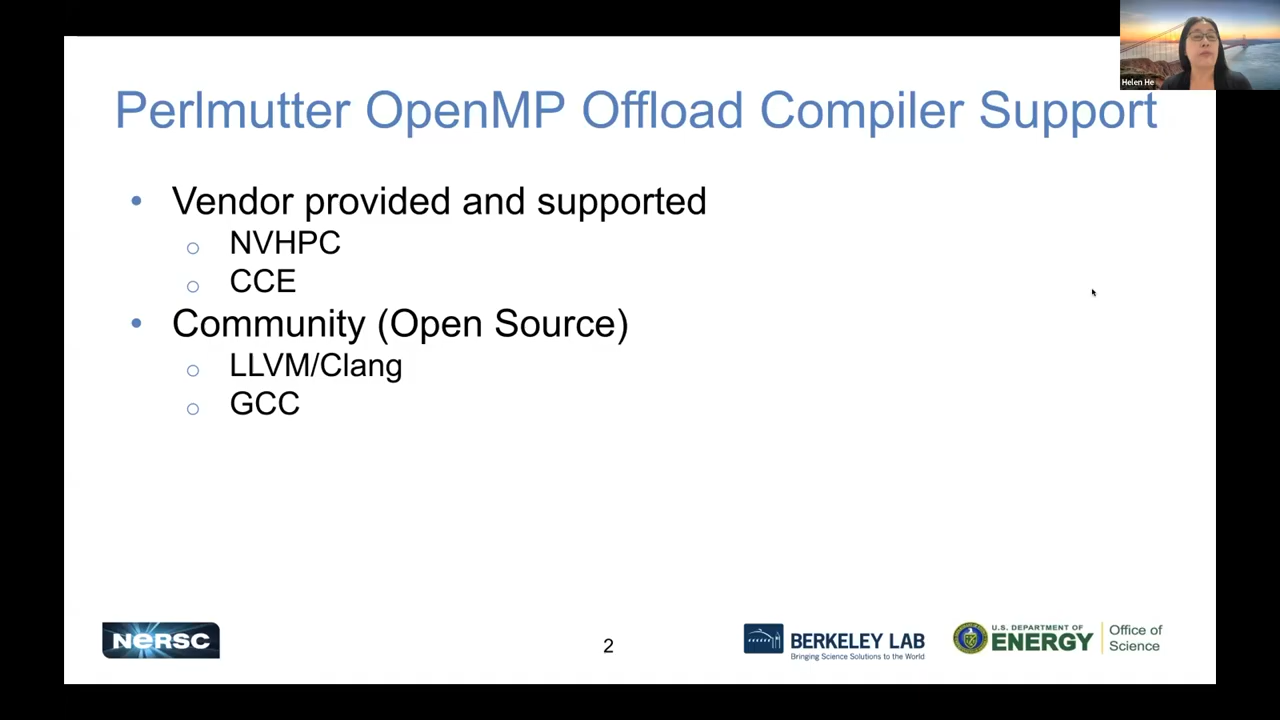 Helen He
Perlmutter OpenMP Offload Compiler Support
• Vendor provided and supported
o NVHPC
o CCE
• Community (Open Source)
o LLVM/Clang
o GCC
NERSC
2
BERKELEY LAB
Bringing Science Solutions to the World
U.S. DEPARTMENT OF
ENERGY
Office of
Science